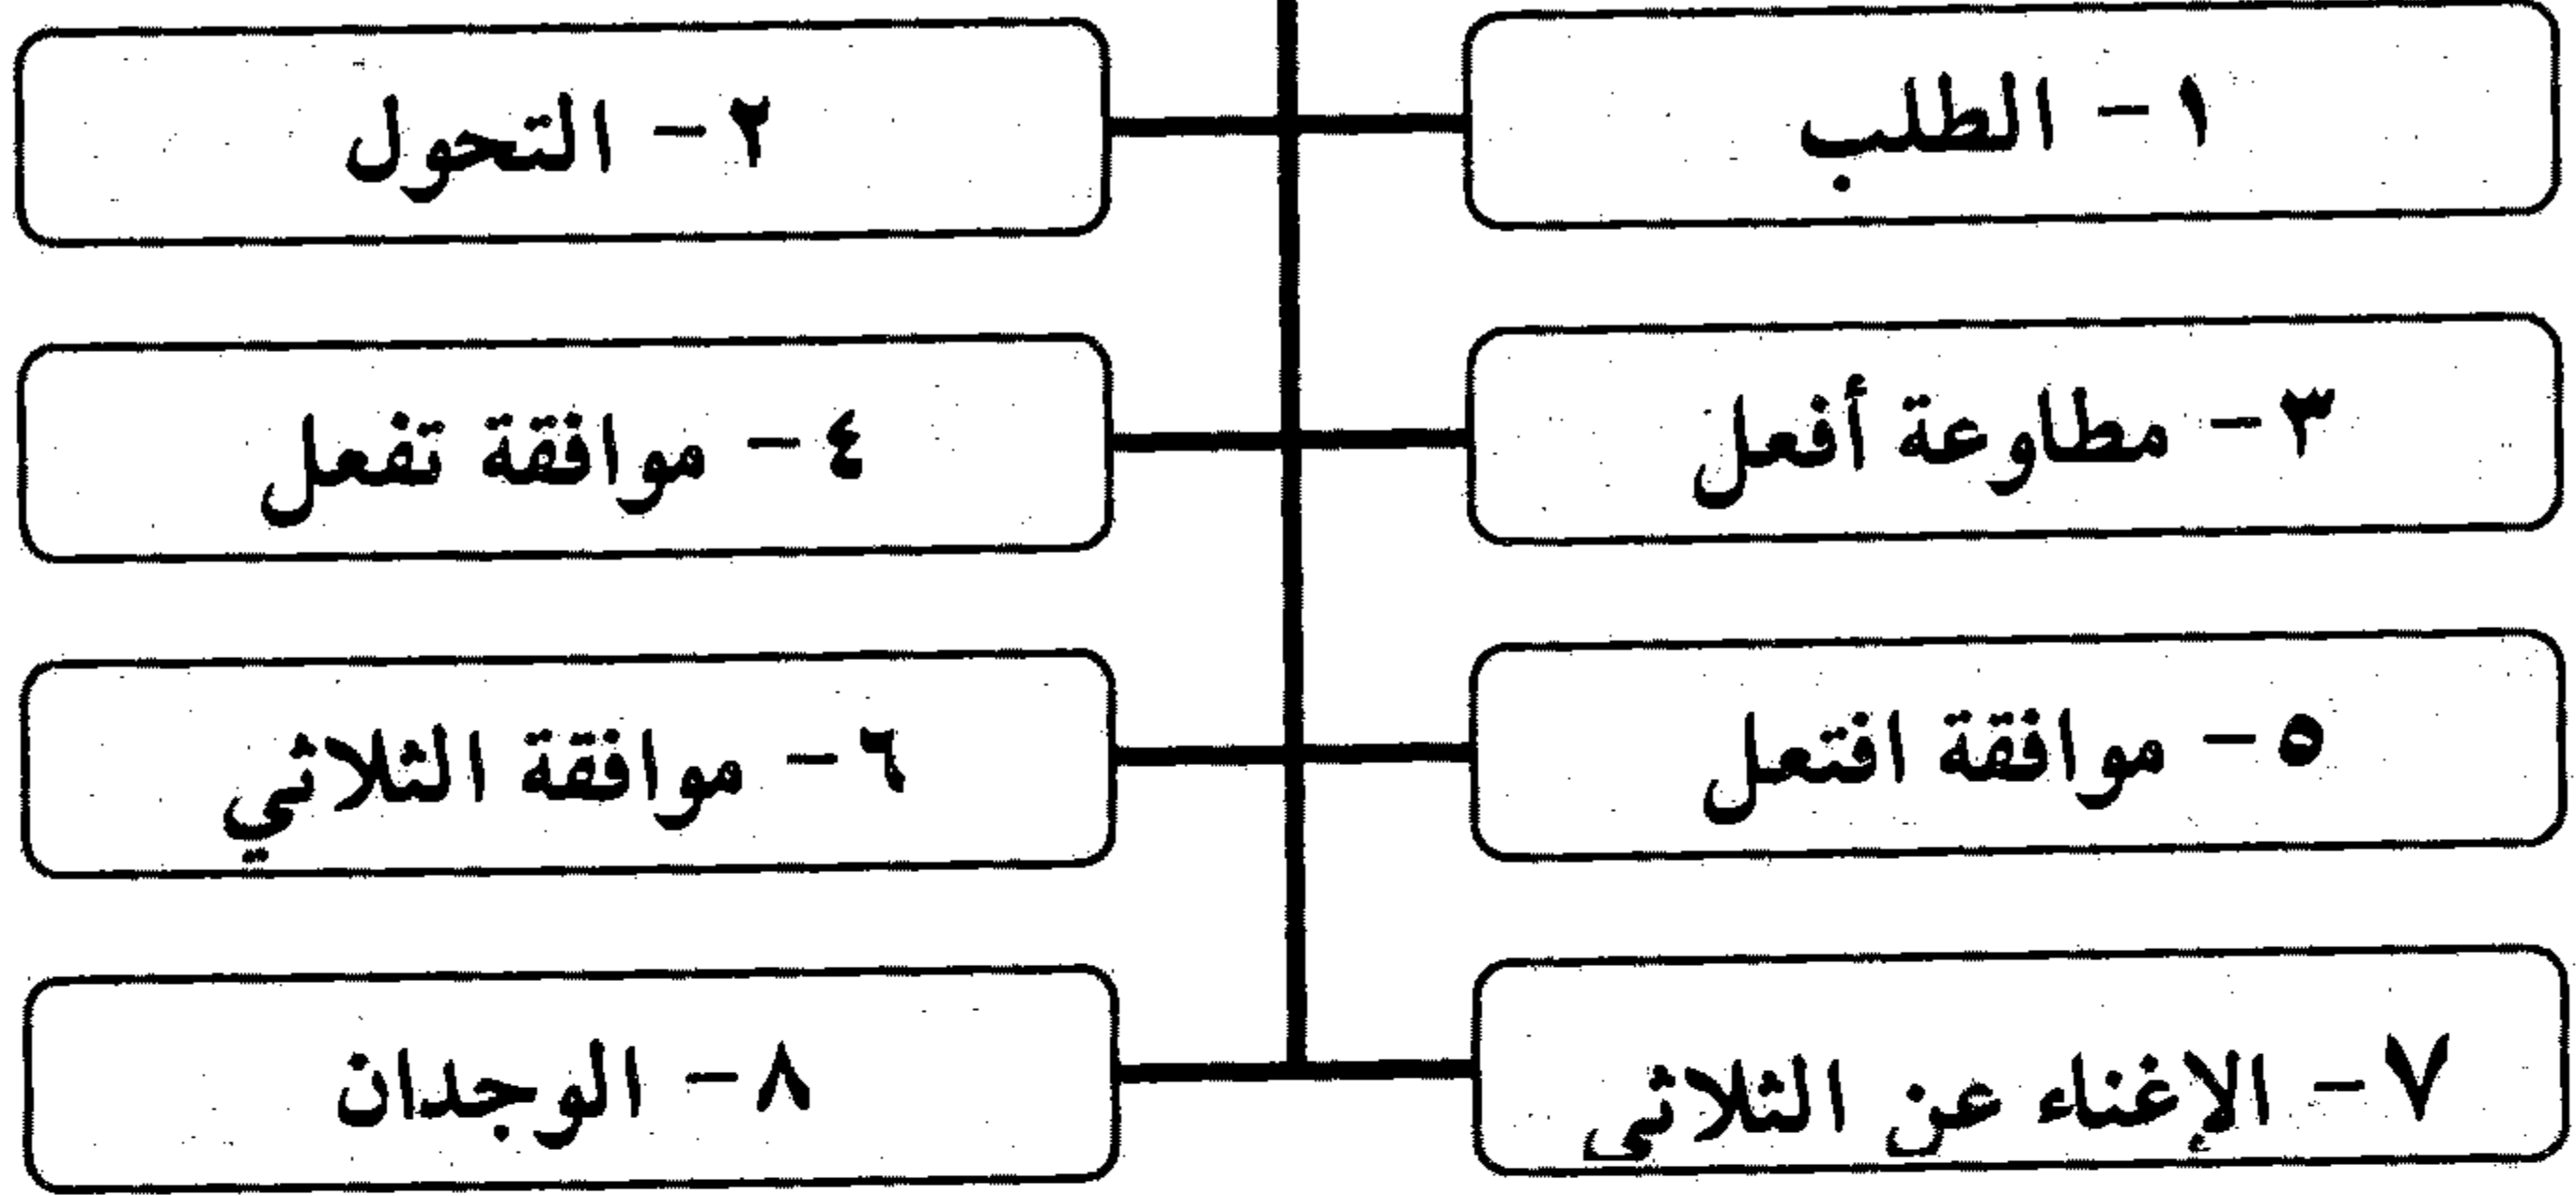 ١ - الطلب
٢ - التحول
٣ - مطاوعة أفعل
٤ - موافقة تفعل
٥ - موافقة افتعل
٦ - موافقة الثلاثي
٧ - الإغناء عن الثلاثي
٨ - الوجدان